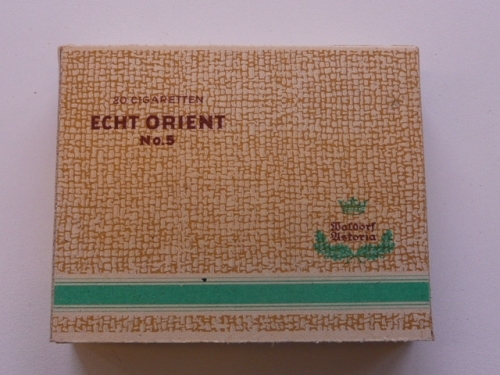 20 CIGARETTEN
ECHT ORIENT
No.5
Waldorf
Astoria